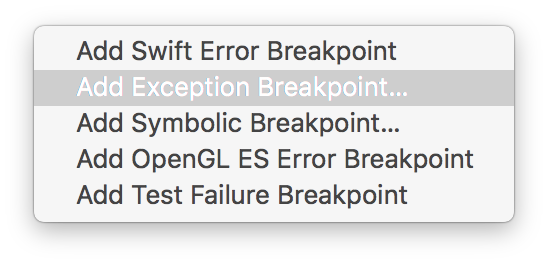 Add Swift Error Breakpoint
Add Exception Breakpoint...
Add Symbolic Breakpoint...
Add OpenGL ES Error Breakpoint
Add Test Failure Breakpoint